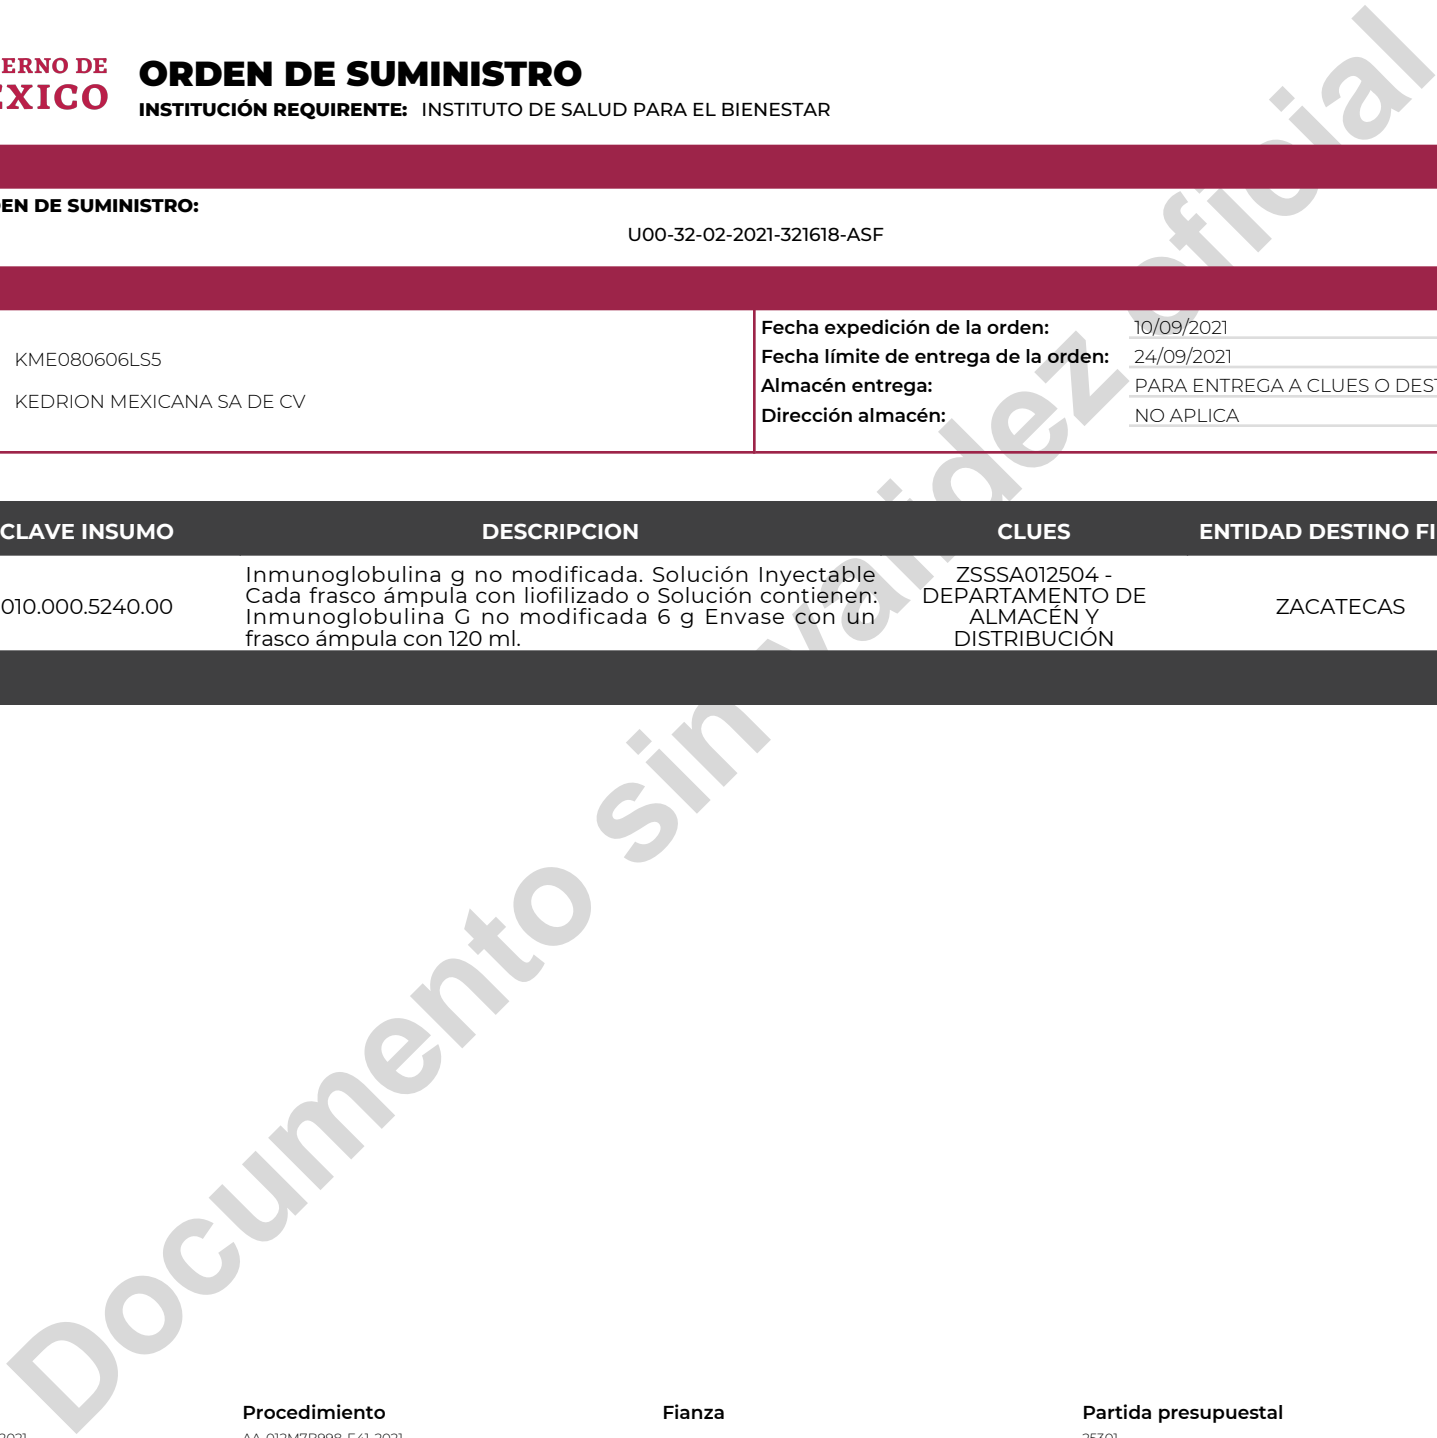 ERNO DE
EXICO
ORDEN DE SUMINISTRO
INSTITUCIÓN REQUIRENTE: INSTITUTO DE SALUD PARA EL BIENESTAR
EN DE SUMINISTRO:
U00-32-02-2021-321618-ASF
KME080606LS5
KEDRION MEXICANA SA DE CV
Fecha expedición de la orden: 10/09/2021
Fecha límite de entrega de la orden: 24/09/2021
Almacén entrega: PARA ENTREGA A CLUES O DEST
Dirección almacén: NO APLICA
CLAVE INSUMO DESCRIPCION CLUES ENTIDAD DESTINO FI
010.000.5240.00
Inmunoglobulina g no modificada. Solución Inyectable
Cada frasco ámpula con liofilizado o Solución contienen:
Inmunoglobulina G no modificada 6 g Envase con un
frasco ámpula con 120 ml.
ZSSSA012504 -
DEPARTAMENTO DE
ALMACÉN Y
DISTRIBUCIÓN
ZACATECAS
Documento sin validez oficial
Procedimiento Fianza Partida presupuestal